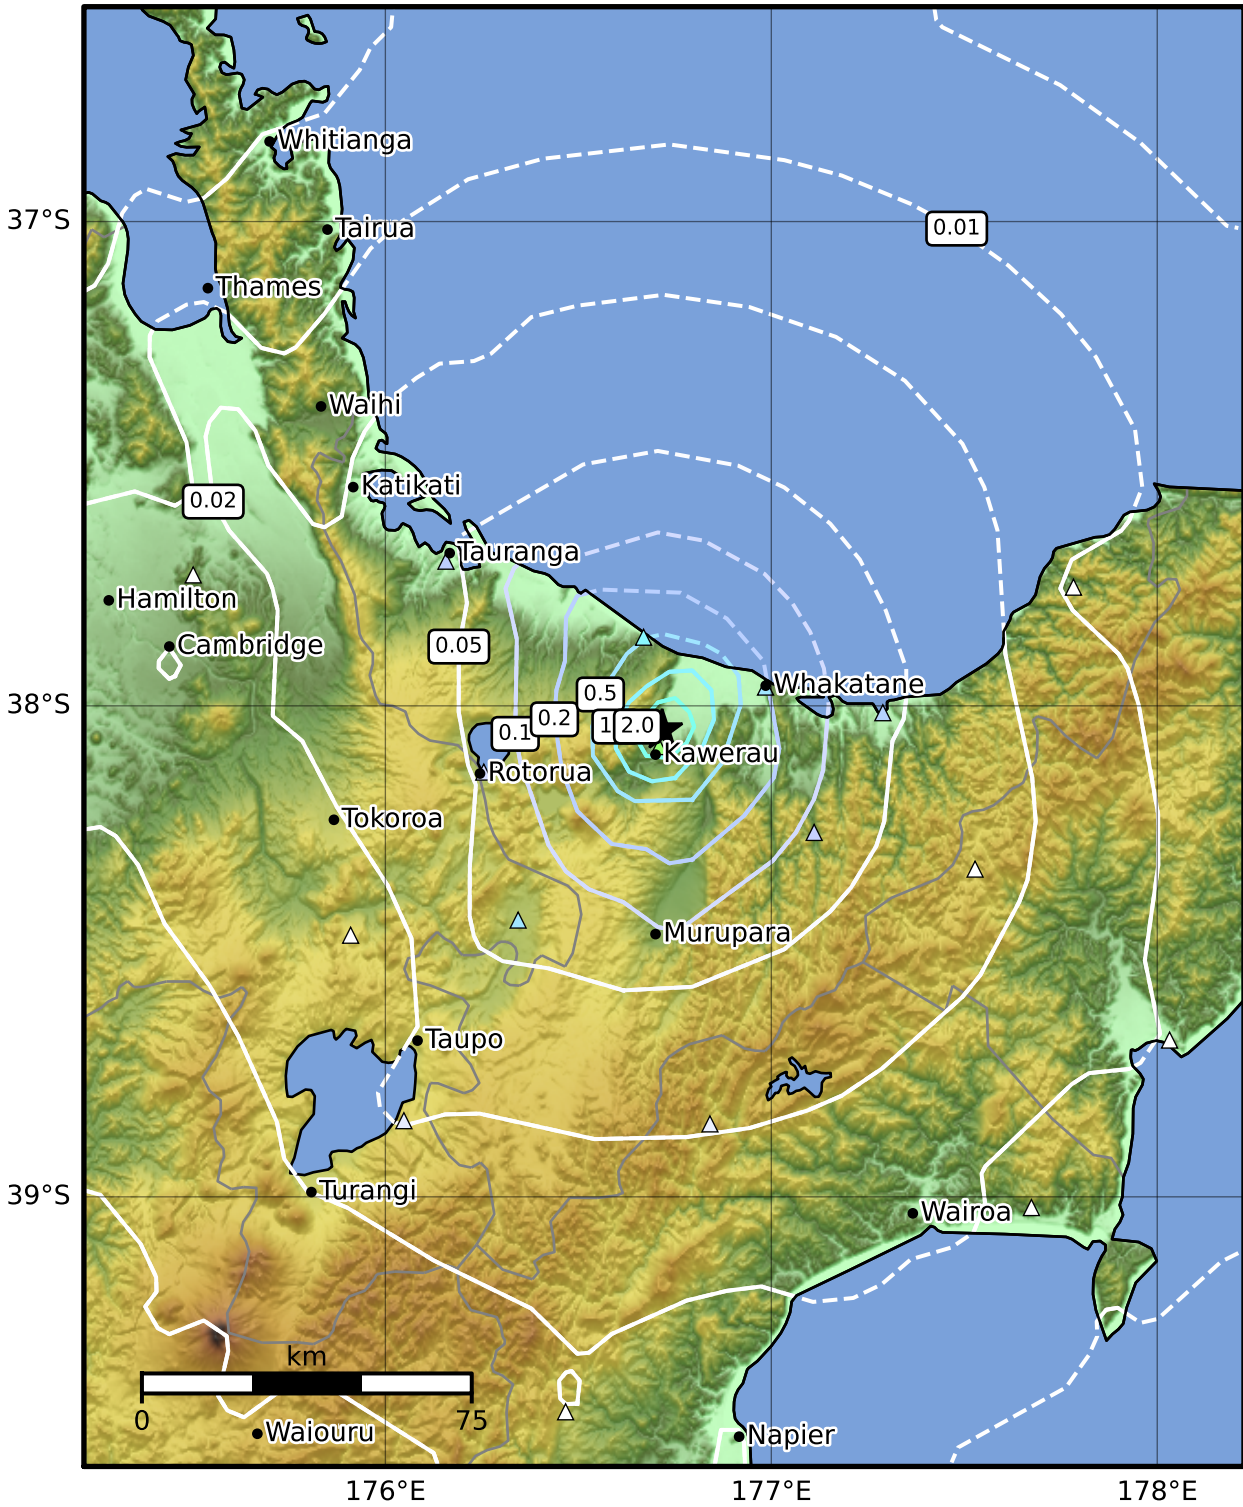 Whitianga
37°S
Tairua
0.01
Thames
Waihi
Katikati
0.02
Tauranga
Hamilton
Cambridge
0.05
Whakatane
0.5
0.2
0.1
1
2.0
Kawerau
Rotorua
Tokoroa
38°S
Murupara
Taupo
Turangi
39°S
Wairoa
km
0
75
Waiouru
Napier
176°E
177°E
178°E